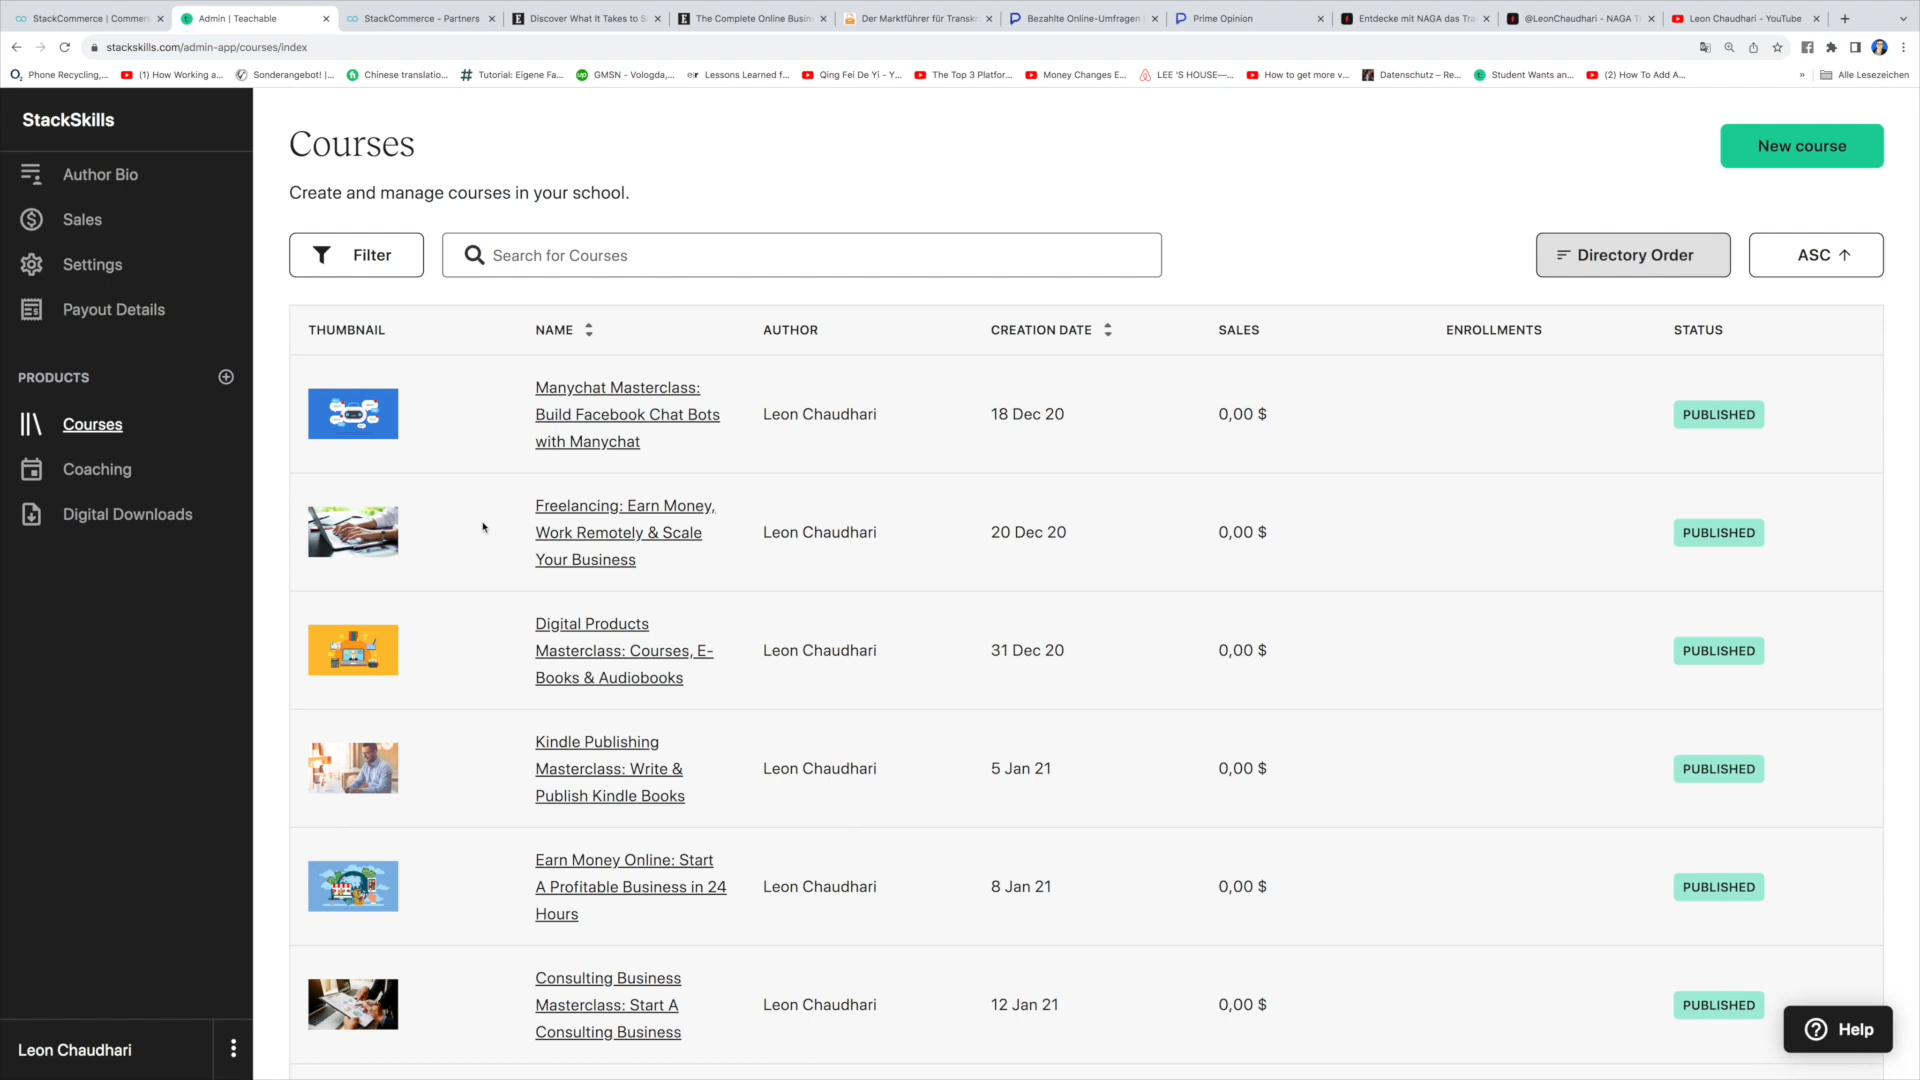 StackCommerce | Commerc
Admin | Teachable
StackCommerce - Partners
Discover What It Takes to S
The Complete Online Busin
Der Marktführer für Transkr
Bezahlte Online-Umfragen
Prime Opinion
Entdecke mit NAGA das Tra
@LeonChaudhari - NAGA T
Leon Chaudhari - YouTube
stackskills.com/admin-app/courses/index
Phone Recycling,...
(1) How Working a...
Sonderangebot! |...
Chinese translatio...
Tutorial: Eigene Fa...
GMSN - Vologda,...
Lessons Learned f...
Qing Fei De Yi - Y...
The Top 3 Platfor...
Money Changes E...
LEE 'S HOUSE—...
How to get more v...
Datenschutz – Re...
Student Wants an...
(2) How To Add A...
»
Alle Lesezeichen
StackSkills
Author Bio
Sales
Settings
Payout Details
PRODUCTS
Courses
Coaching
Digital Downloads
Leon Chaudhari
Courses
New course
Create and manage courses in your school.
Filter
Search for Courses
Directory Order
ASC ↑
THUMBNAIL NAME AUTHOR CREATION DATE SALES ENROLLMENTS STATUS
Manychat Masterclass:
Build Facebook Chat Bots Leon Chaudhari 18 Dec 20 0,00 $ PUBLISHED
with Manychat
Freelancing: Earn Money,
Work Remotely & Scale Leon Chaudhari 20 Dec 20 0,00 $ PUBLISHED
Your Business
Digital Products
Masterclass: Courses, E- Leon Chaudhari 31 Dec 20 0,00 $ PUBLISHED
Books & Audiobooks
Kindle Publishing
Masterclass: Write & Leon Chaudhari 5 Jan 21 0,00 $ PUBLISHED
Publish Kindle Books
Earn Money Online: Start
A Profitable Business in 24 Leon Chaudhari 8 Jan 21 0,00 $ PUBLISHED
Hours
Consulting Business
Masterclass: Start A Leon Chaudhari 12 Jan 21 0,00 $ PUBLISHED
Consulting Business
Help